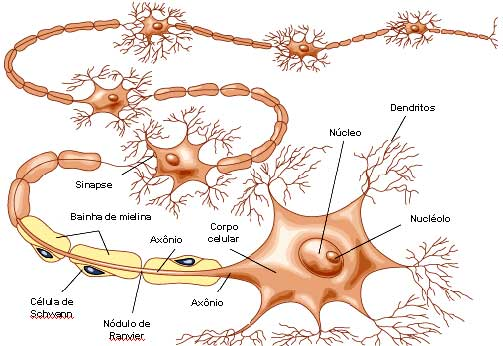 Dendritos
Núcleo
Sinapse
Bainha de mielina
Nucléolo
Corpo
celular
Axônio
Axônio
Célula de
Schwann
Nódulo de
Ranvier